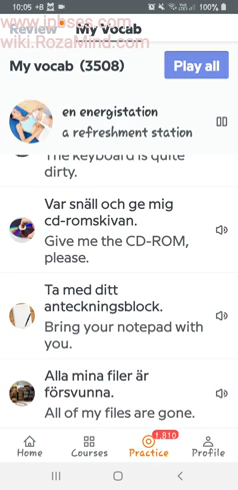 10:05 +B 100%
www.inbses.com
Review My Vocab
wiki.RozaMind.com
My vocab (3508) Play all
en energistation
a refreshment station
The keyboard is quite
dirty.
Var snäll och ge mig
cd-romskivan.
Give me the CD-ROM,
please.
Ta med ditt
anteckningsblock.
Bring your notepad with
you.
Alla mina filer är
försvunna.
All of my files are gone.
1,810
Home Courses Practice Profile